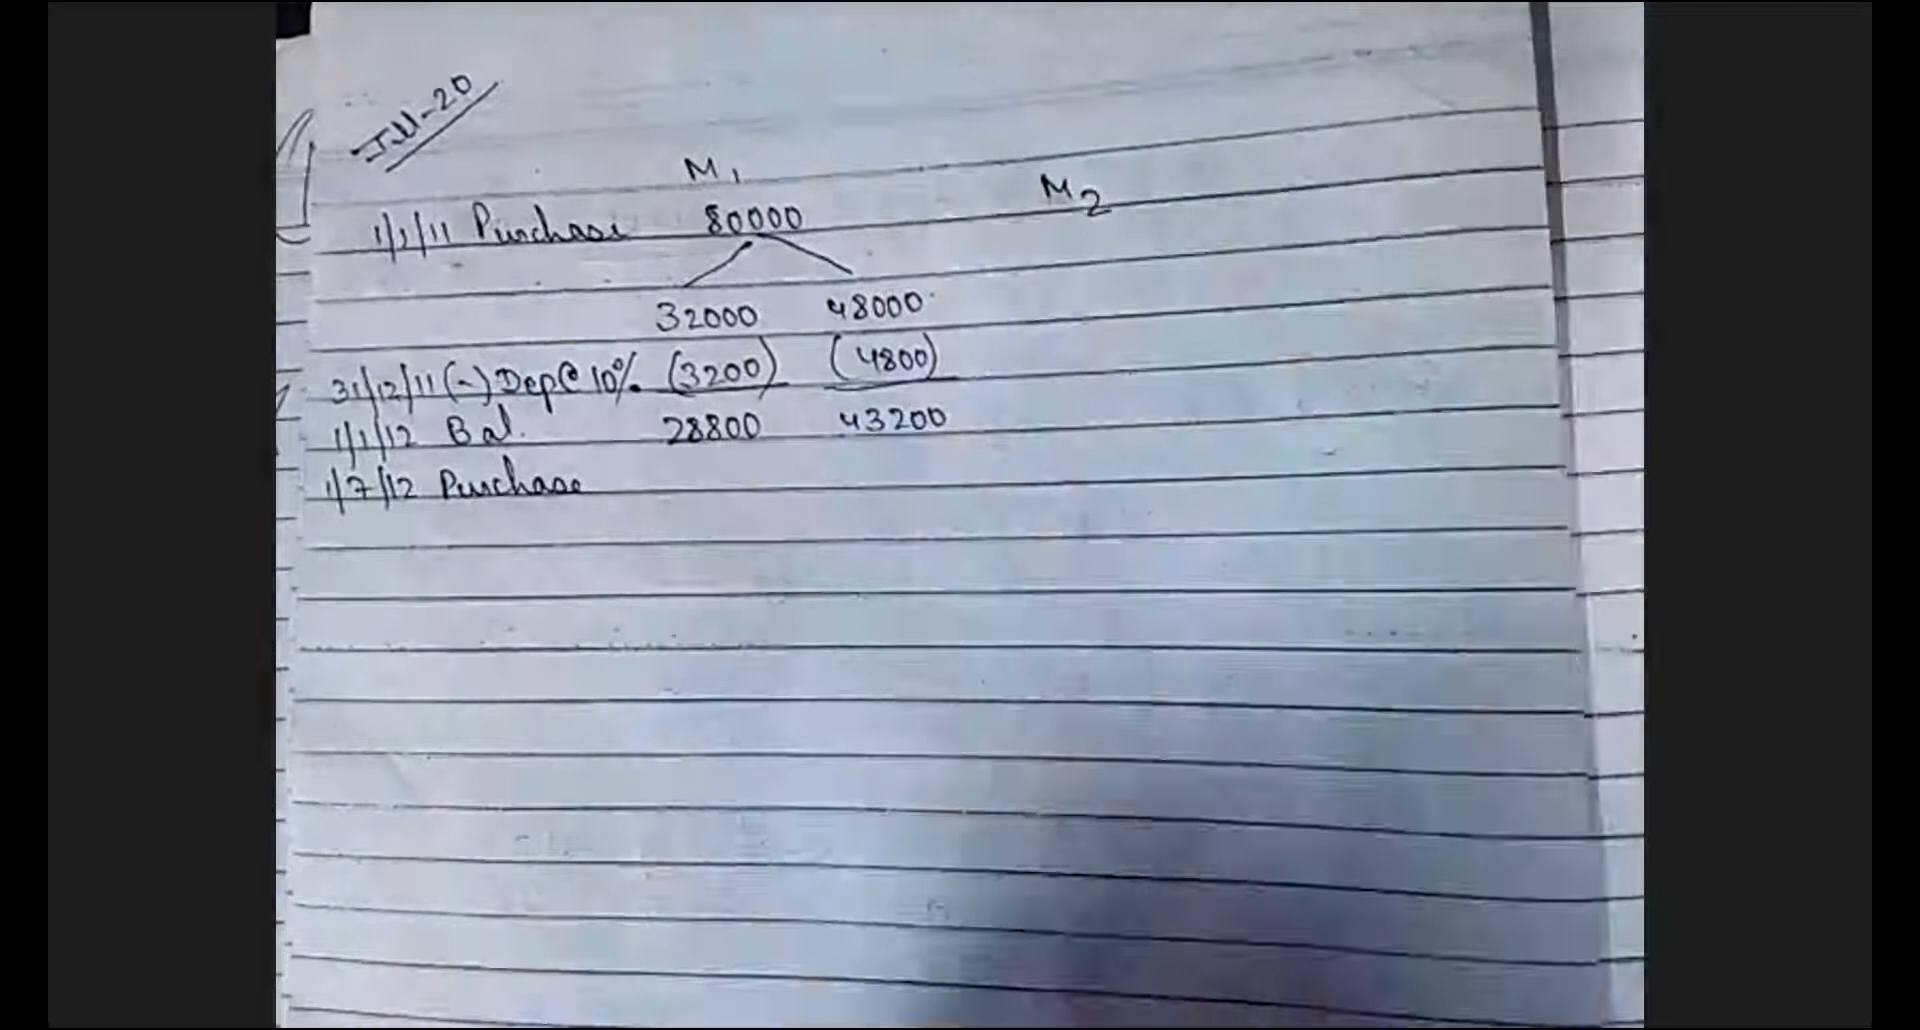 Ill-20
M1 M2
1/1/11 Purchase 80000
32000 48000
31/12/11 (-) Dep@ 10% (3200) (4800)
1/1/12 Bal. 28800 43200
1/7/12 Purchase